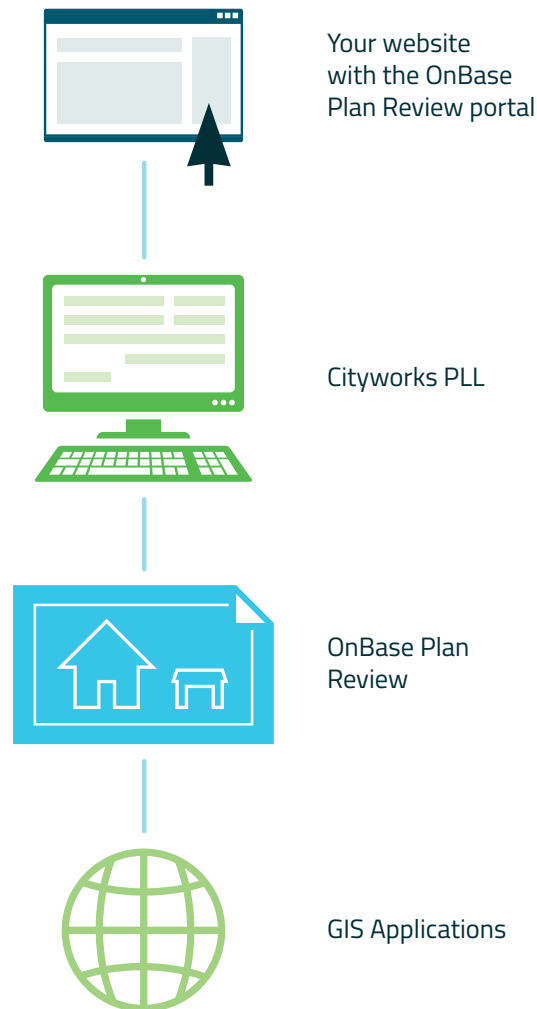 Your website
with the OnBase
Plan Review portal
Cityworks PLL
OnBase Plan
Review
GIS Applications